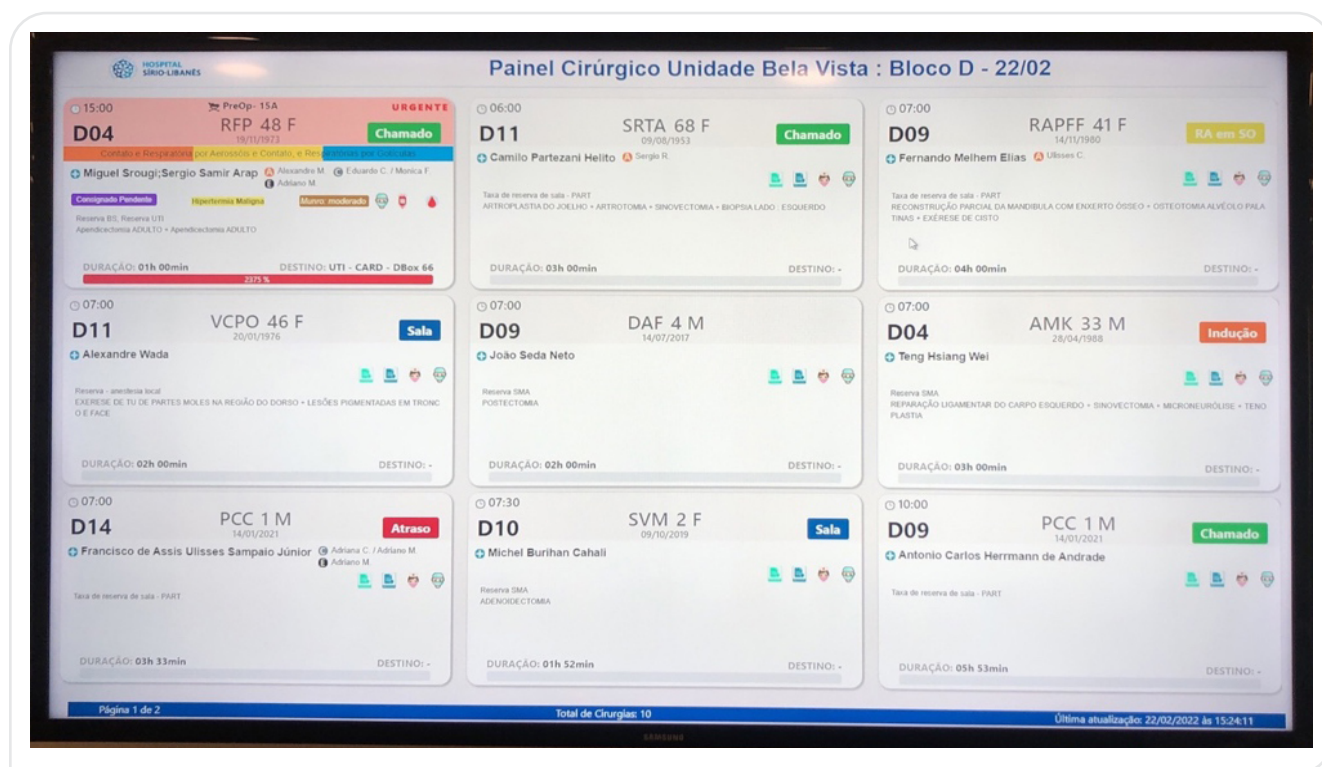 HOSPITAL
SÍRIO-LIBANÊS
Painel Cirúrgico Unidade Bela Vista : Bloco D - 22/02
15:00 PreOp- 15A URGENTE
D04 RFP 48 F Chamado
19/11/1973
Contato e Respiratória por Aerossóis e Contato, e Respiratórias por Gotículas
Miguel Srougi;Sergio Samir Arap Alexandre M. Eduardo C. / Monica F
Adriano M.
Consignado Pendente Hipertermia Maligna Munro: moderado
Reserva BS, Reserva UTI
Apendicectomia ADULTO + Apendicectomia ADULTO
DURAÇÃO: 01h 00min DESTINO: UTI - CARD - DBox 66
2375 %
06:00
D11 SRTA 68 F Chamado
09/08/1953
Camilo Partezani Helito Sergio R.
Taxa de reserva de sala - PART
ARTROPLASTIA DO JOELHO + ARTROTOMIA + SINOVECTOMIA + BIOPSIA LADO : ESQUERDO
DURAÇÃO: 03h 00min DESTINO: -
07:00
D09 RAPFF 41 F RA em SO
14/11/1980
Fernando Melhem Elias Ulisses C.
Taxa de reserva de sala - PART
RECONSTRUÇÃO PARCIAL DA MANDIBULA COM ENXERTO ÓSSEO + OSTEOTOMIA ALVÉOLO PALA
TINAS + EXÉRESE DE CISTO
DURAÇÃO: 04h 00min DESTINO: -
07:00
D11 VCPO 46 F Sala
20/01/1976
Alexandre Wada
Reserva - anestesia local
EXERESE DE TU DE PARTES MOLES NA REGIÃO DO DORSO + LESÕES PIGMENTADAS EM TRONC
O E FACE
DURAÇÃO: 02h 00min DESTINO: -
07:00
D09 DAF 4 M
14/07/2017
João Seda Neto
Reserva SMA
POSTECTOMIA
DURAÇÃO: 02h 00min DESTINO: -
07:00
D04 AMK 33 M Indução
28/04/1988
Teng Hsiang Wei
Reserva SMA
REPARAÇÃO LIGAMENTAR DO CARPO ESQUERDO + SINOVECTOMIA + MICRONEURÓLISE + TENO
PLASTIA
DURAÇÃO: 03h 00min DESTINO: -
07:00
D14 PCC 1 M Atraso
14/01/2021
Francisco de Assis Ulisses Sampaio Júnior Adriana C. / Adriano M.
Adriano M.
Taxa de reserva de sala - PART
DURAÇÃO: 03h 33min DESTINO: -
07:30
D10 SVM 2 F Sala
09/10/2019
Michel Burihan Cahali
Reserva SMA
ADENOIDECTOMIA
DURAÇÃO: 01h 52min DESTINO: -
10:00
D09 PCC 1 M Chamado
14/01/2021
Antonio Carlos Herrmann de Andrade
Taxa de reserva de sala - PART
DURAÇÃO: 05h 53min DESTINO: -
Página 1 de 2 Total de Cirurgias: 10 Última atualização: 22/02/2022 às 15:24:11
SAMSUNG